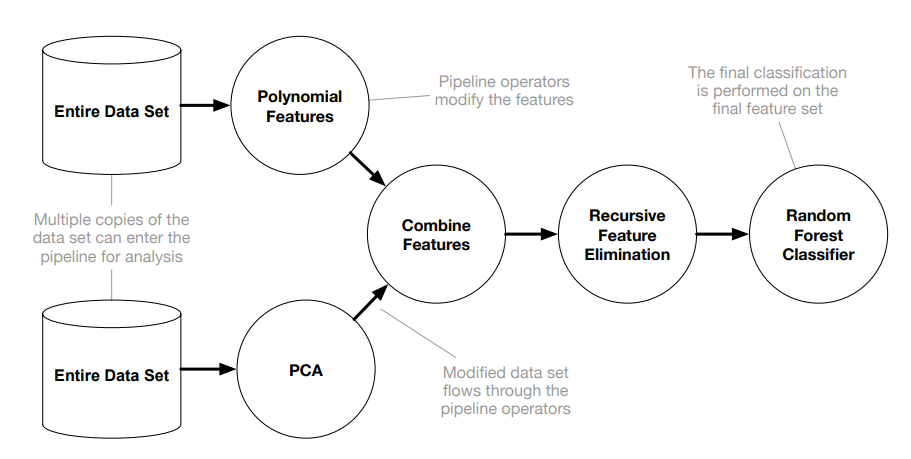 Entire Data Set
Polynomial
Features
Pipeline operators
modify the features
The final classification
is performed on the
final feature set
Multiple copies of the
data set can enter the
pipeline for analysis
Combine
Features
Recursive
Feature
Elimination
Random
Forest
Classifier
Entire Data Set
PCA
Modified data set
flows through the
pipeline operators